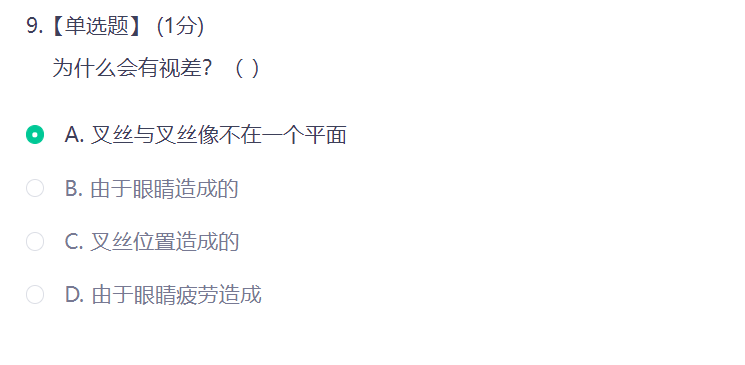 9.【单选题】 (1分)
为什么会有视差？（ ）
A. 叉丝与叉丝像不在一个平面
B. 由于眼睛造成的
C. 叉丝位置造成的
D. 由于眼睛疲劳造成